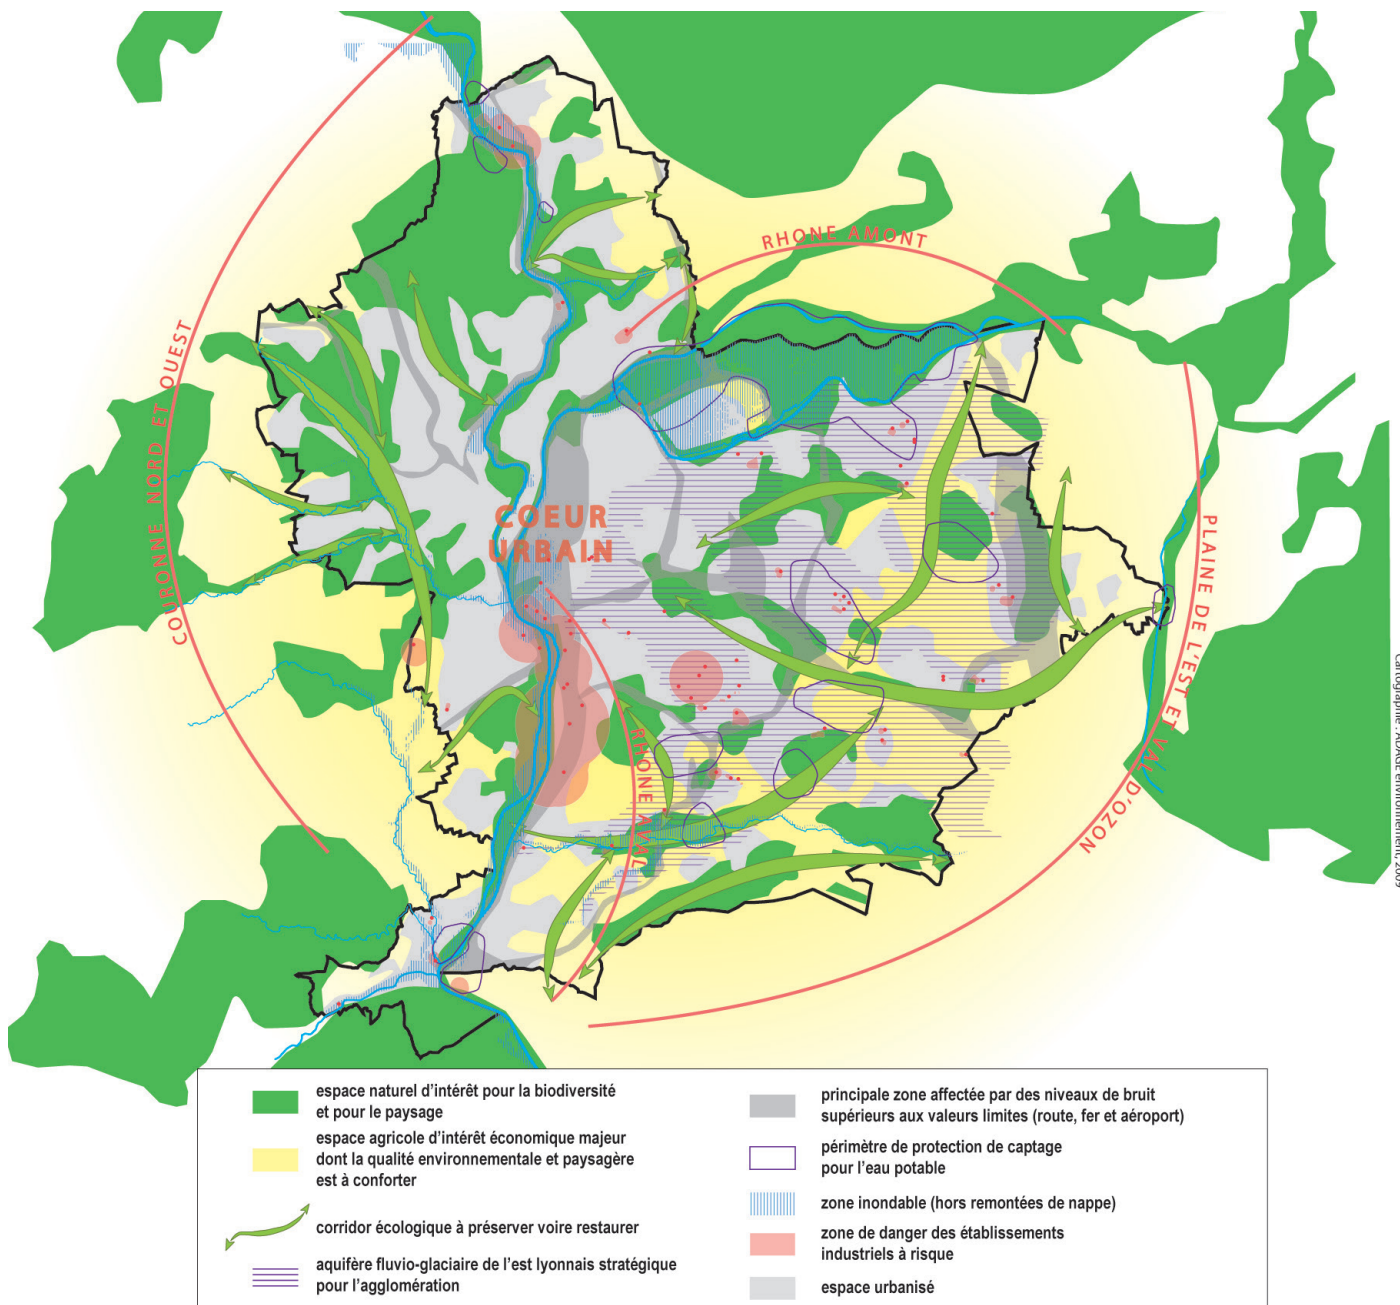 RHONE AMONT
COURONNE NORD ET OUEST
COEUR
URBAIN
PLAINE DE L'EST ET VAL D'OZON
RHONE AVAL
Cartographie : ADAGE environnement, 2009
espace naturel d'intérêt pour la biodiversité
et pour le paysage
espace agricole d'intérêt économique majeur
dont la qualité environnementale et paysagère
est à conforter
corridor écologique à préserver voire restaurer
aquifère fluvio-glaciaire de l'est lyonnais stratégique
pour l'agglomération
principale zone affectée par des niveaux de bruit
supérieurs aux valeurs limites (route, fer et aéroport)
périmètre de protection de captage
pour l'eau potable
zone inondable (hors remontées de nappe)
zone de danger des établissements
industriels à risque
espace urbanisé